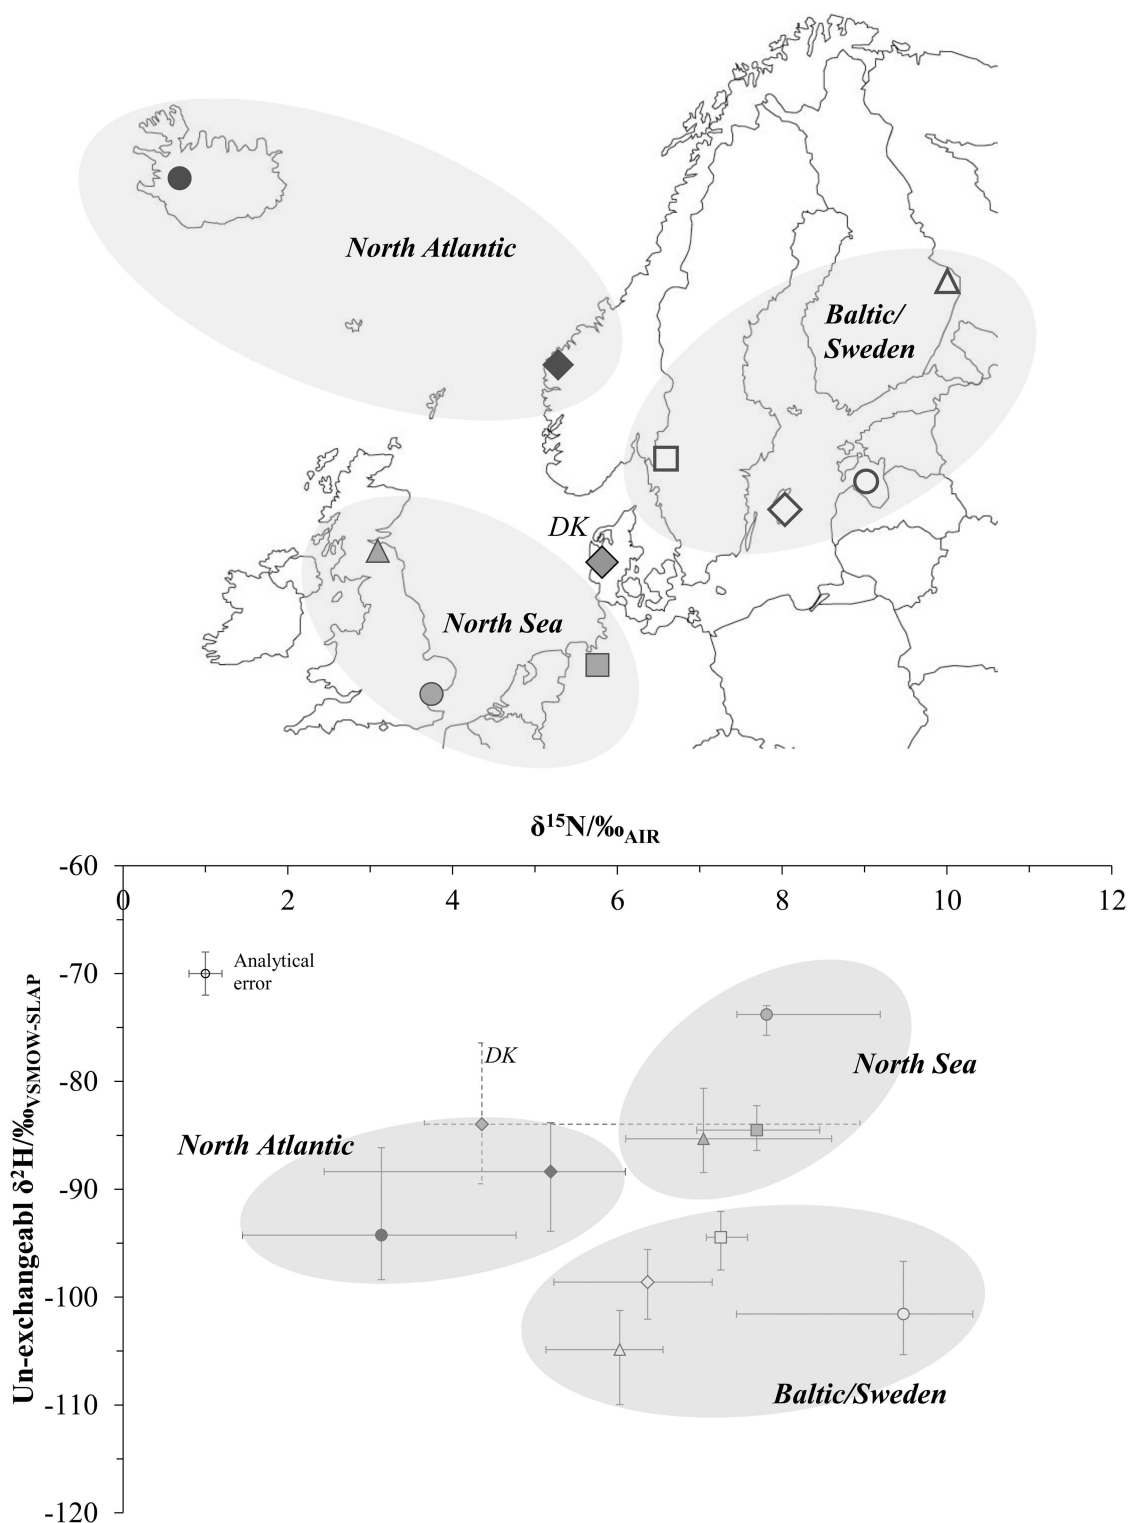 North Atlantic
Baltic/
Sweden
DK
North Sea
δ¹⁵N/‰AIR
-60
0
2
4
6
8
10
12
Analytical
error
-70
DK
North Sea
-80
North Atlantic
-90
-100
Baltic/Sweden
-110
-120
Un-exchangeabl δ²H/‰VSMOW-SLAP